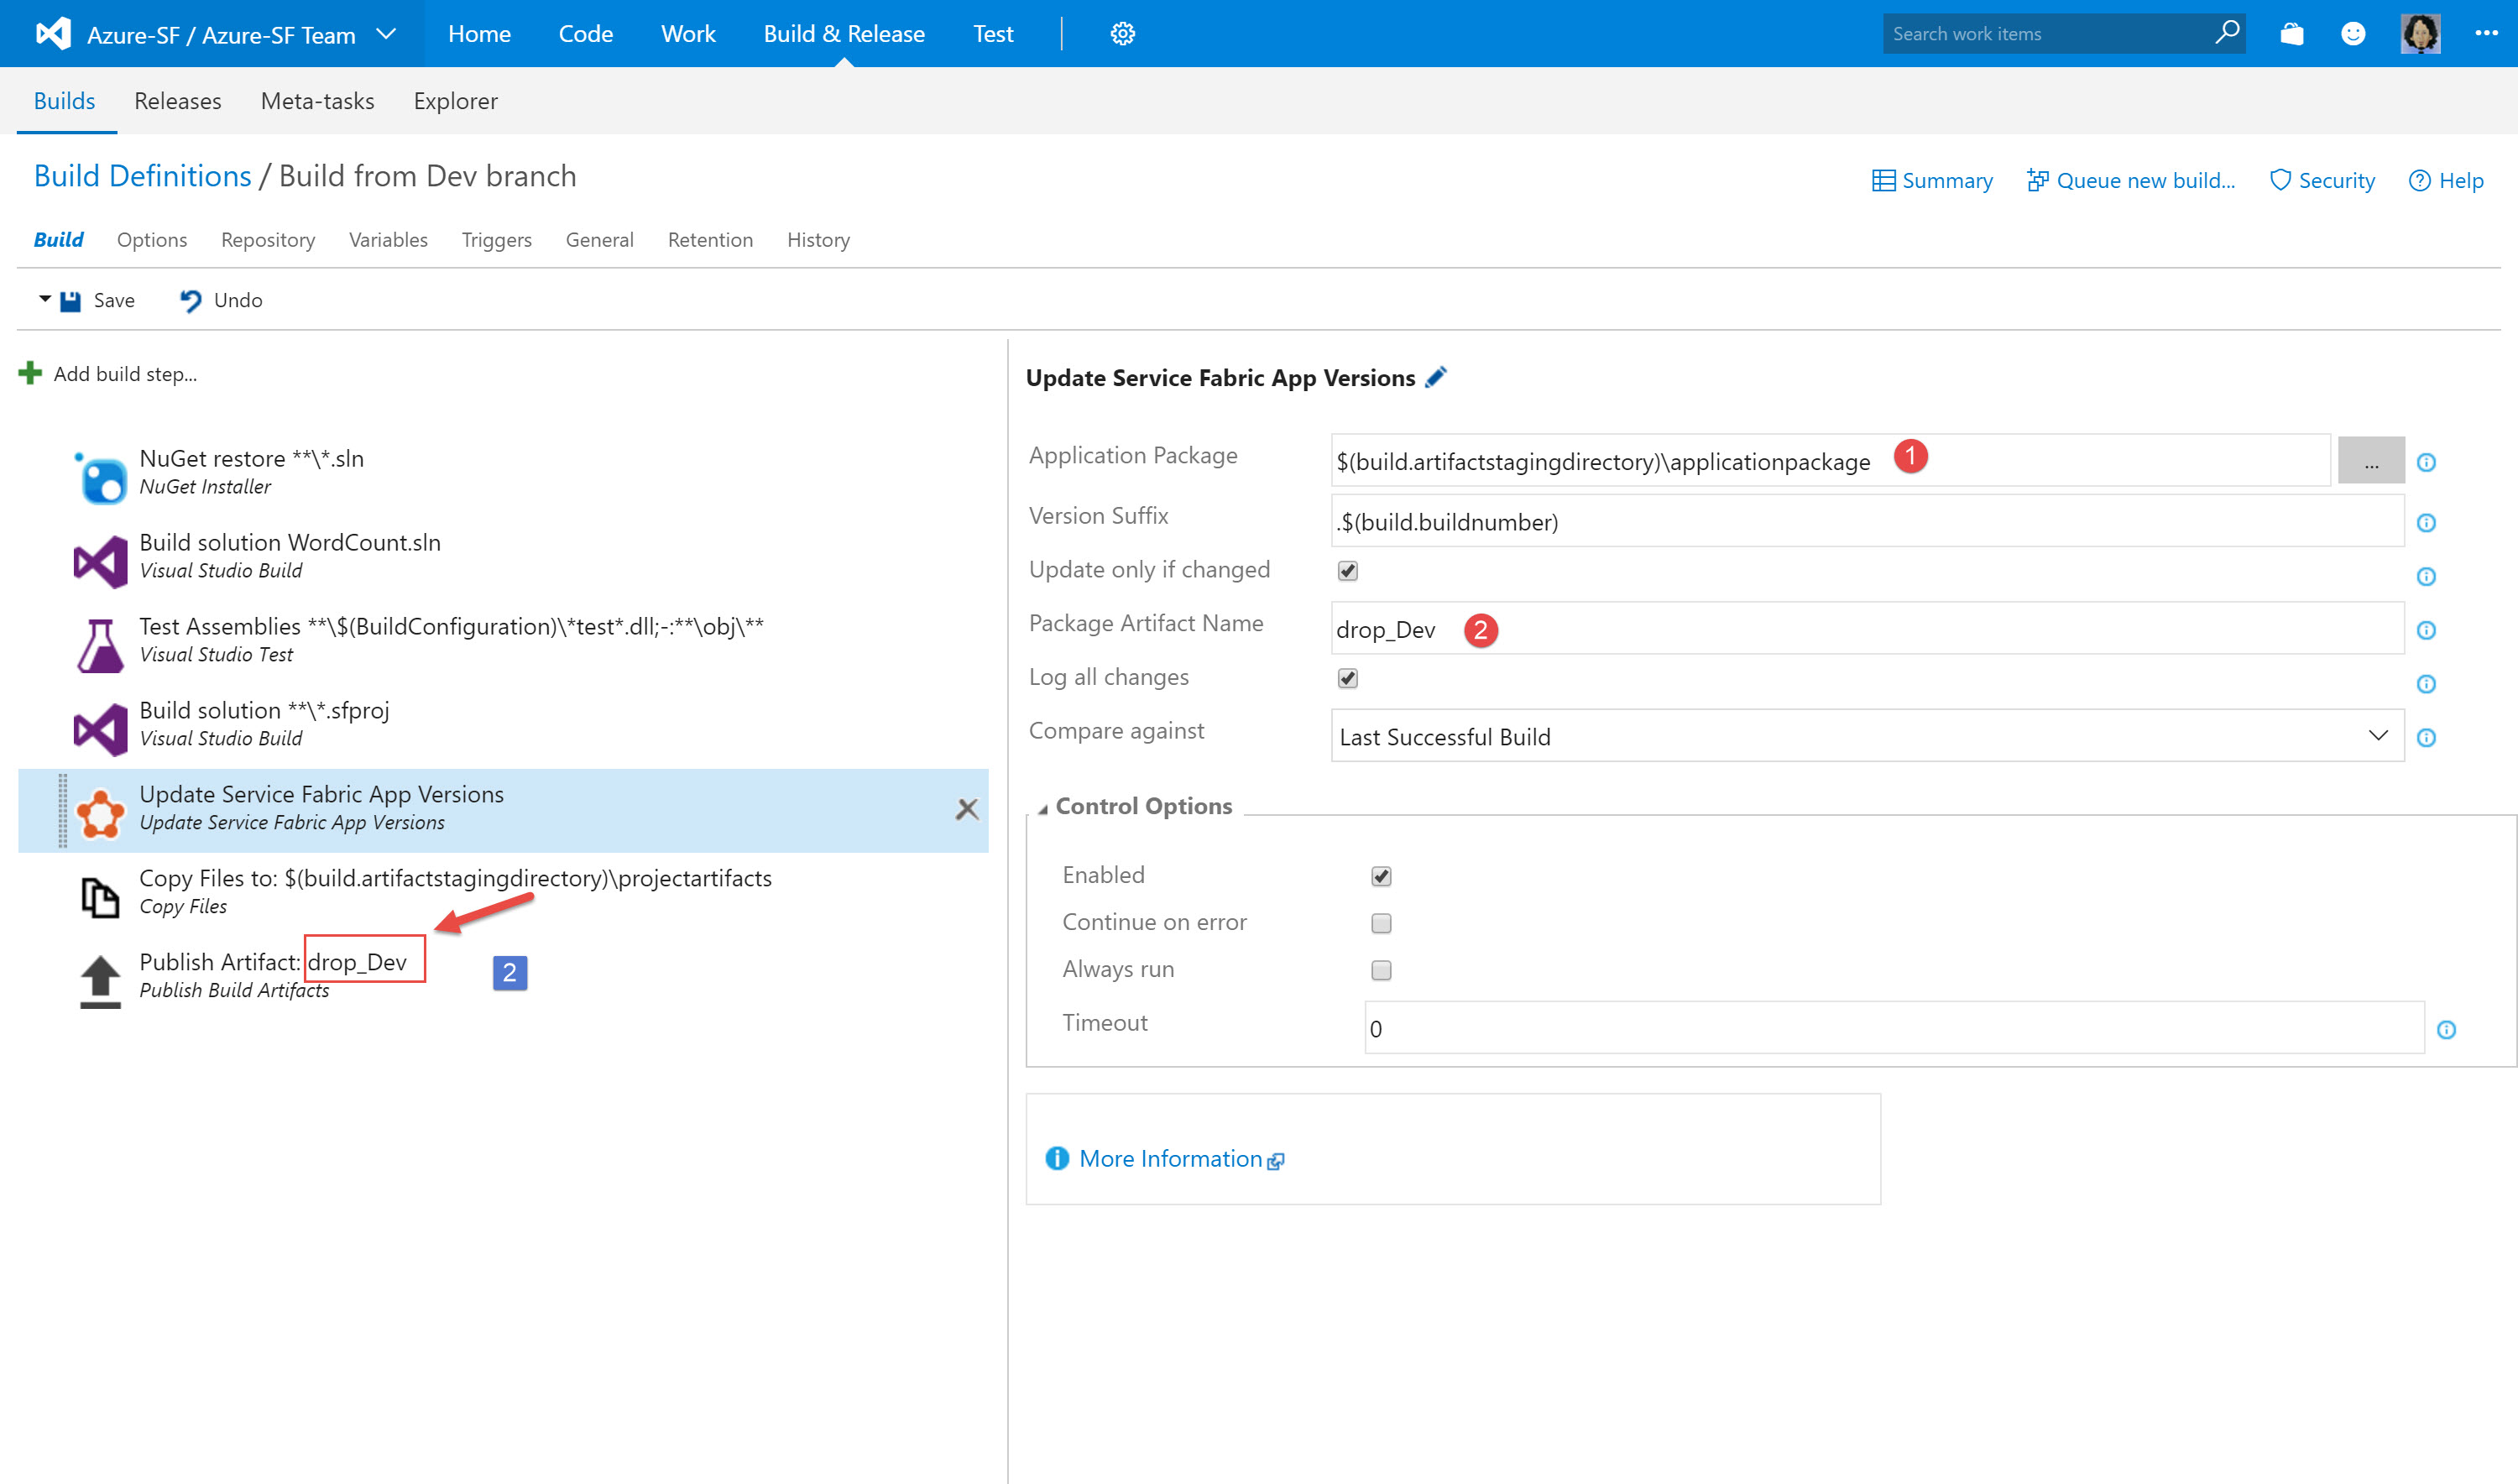 Azure-SF / Azure-SF Team
Home
Code
Work
Build & Release
Test
Search work items
Builds
Releases
Meta-tasks
Explorer
Build Definitions / Build from Dev branch
Summary
Queue new build...
Security
Help
Build
Options
Repository
Variables
Triggers
General
Retention
History
Save
Undo
Add build step...
NuGet restore **\*.sln
NuGet Installer
Build solution WordCount.sln
Visual Studio Build
Test Assemblies **\$(BuildConfiguration)\*test*.dll;-:**\obj\**
Visual Studio Test
Build solution **\*.sfproj
Visual Studio Build
Update Service Fabric App Versions
Update Service Fabric App Versions
Copy Files to: $(build.artifactstagingdirectory)\projectartifacts
Copy Files
Publish Artifact: drop_Dev
2
Publish Build Artifacts
Update Service Fabric App Versions
Application Package
$(build.artifactstagingdirectory)\applicationpackage
1
...
Version Suffix
.$(build.buildnumber)
Update only if changed
Package Artifact Name
drop_Dev
2
Log all changes
Compare against
Last Successful Build
Control Options
Enabled
Continue on error
Always run
Timeout
0
More Information